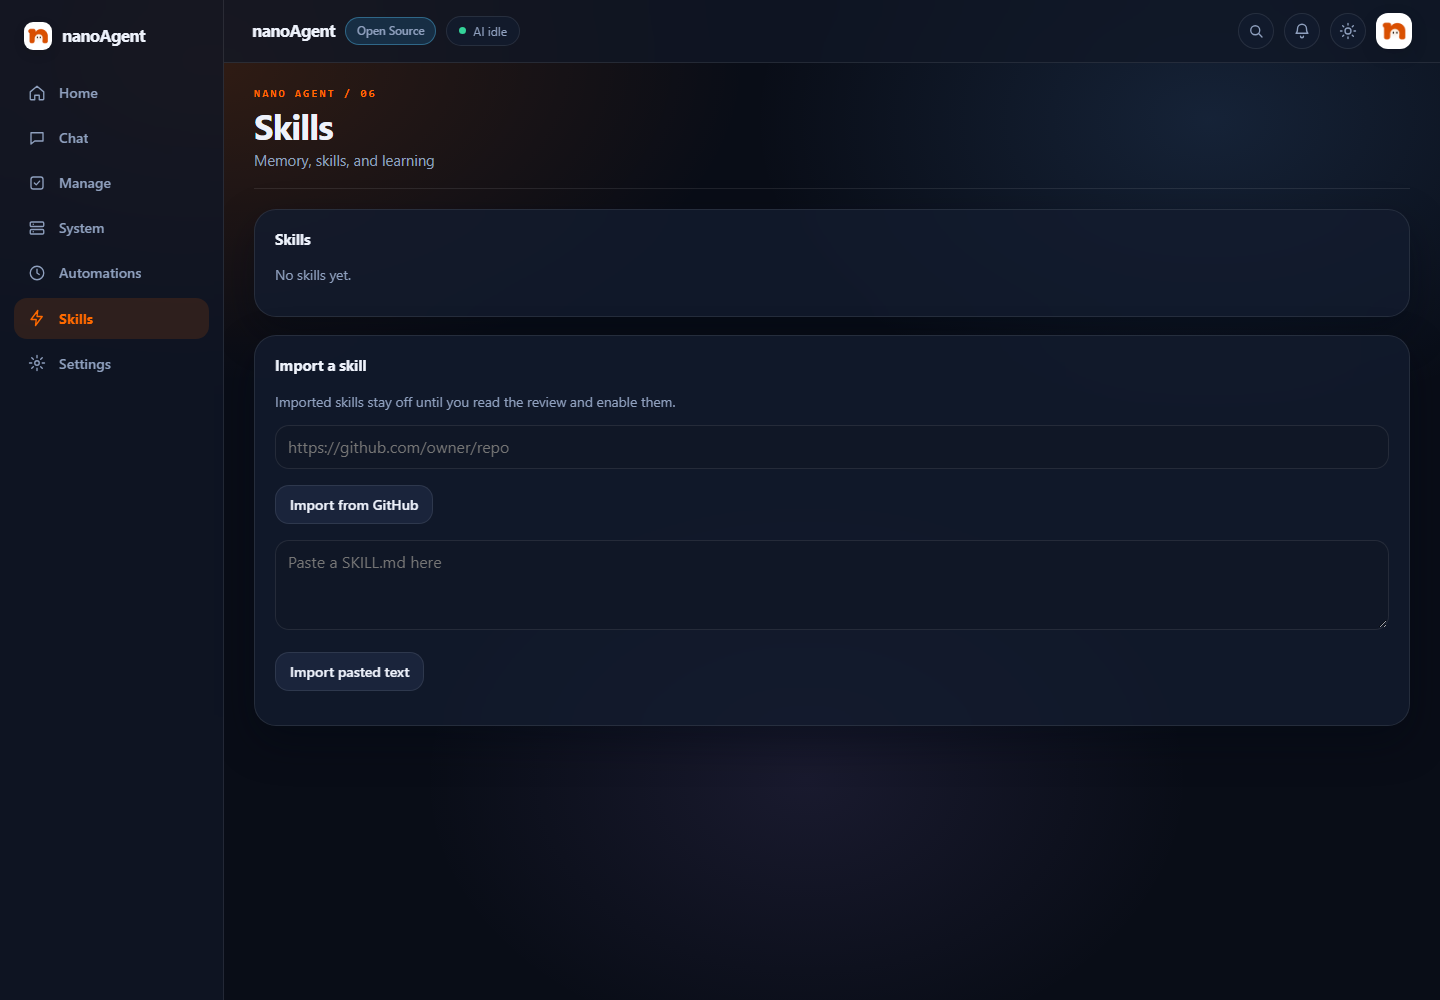 nanoAgent
Home
Chat
Manage
System
Automations
Skills
Settings
nanoAgent
Open Source
AI idle
NANO AGENT / 06
Skills
Memory, skills, and learning
Skills
No skills yet.
Import a skill
Imported skills stay off until you read the review and enable them.
https://github.com/owner/repo
Import from GitHub
Paste a SKILL.md here
Import pasted text